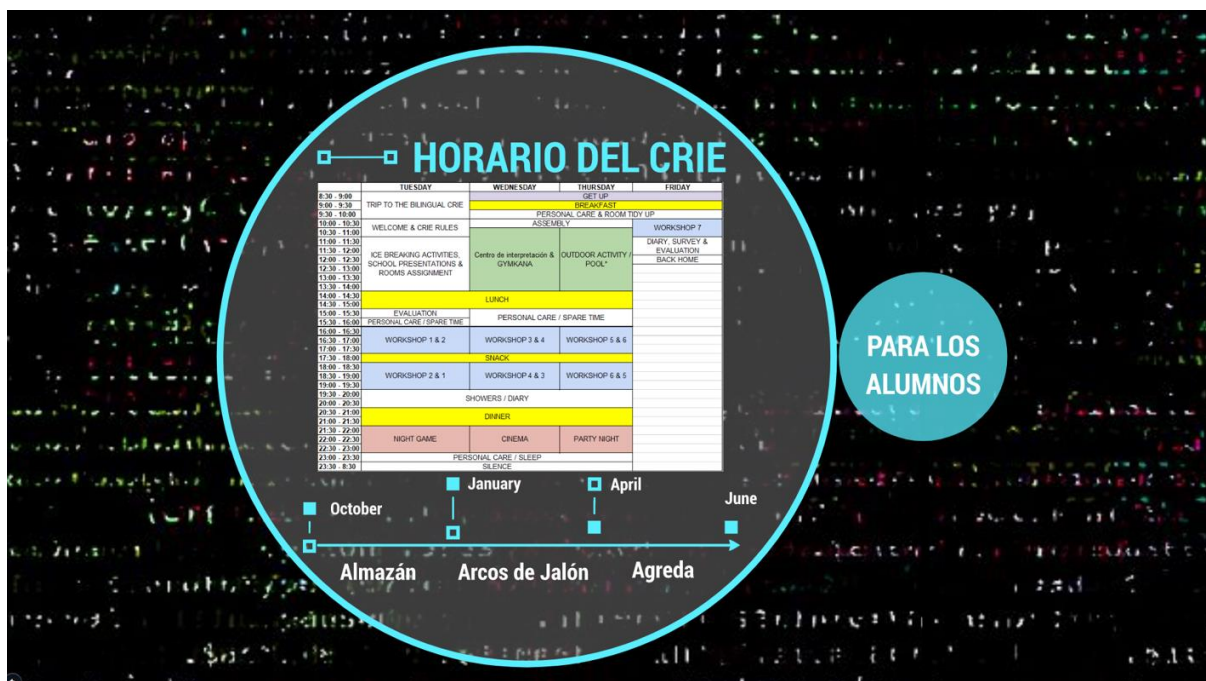 HORARIO DEL CRIE
TUESDAY WEDNESDAY THURSDAY FRIDAY
8:30 - 9:00 GET UP
9:00 - 9:30 TRIP TO THE BILINGUAL CRIE BREAKFAST
9:30 - 10:00 PERSONAL CARE & ROOM TIDY UP
10:00 - 10:30 WELCOME & CRIE RULES ASSEMBLY WORKSHOP 7
10:30 - 11:00
11:00 - 11:30 DIARY, SURVEY &
11:30 - 12:00 ICE BREAKING ACTIVITIES, Centro de interpretación & OUTDOOR ACTIVITY / EVALUATION
12:00 - 12:30 SCHOOL PRESENTATIONS & GYMKANA POOL* BACK HOME
12:30 - 13:00 ROOMS ASSIGNMENT
13:00 - 13:30
13:30 - 14:00
14:00 - 14:30 LUNCH
14:30 - 15:00
15:00 - 15:30 EVALUATION PERSONAL CARE / SPARE TIME
15:30 - 16:00 PERSONAL CARE / SPARE TIME
16:00 - 16:30
16:30 - 17:00 WORKSHOP 1 & 2 WORKSHOP 3 & 4 WORKSHOP 5 & 6
17:00 - 17:30
17:30 - 18:00 SNACK
18:00 - 18:30
18:30 - 19:00 WORKSHOP 2 & 1 WORKSHOP 4 & 3 WORKSHOP 6 & 5
19:00 - 19:30
19:30 - 20:00 SHOWERS / DIARY
20:00 - 20:30
20:30 - 21:00 DINNER
21:00 - 21:30
21:30 - 22:00
22:00 - 22:30 NIGHT GAME CINEMA PARTY NIGHT
22:30 - 23:00
23:00 - 23:30 PERSONAL CARE / SLEEP
23:30 - 8:30 SILENCE
PARA LOS
ALUMNOS
October January April June
Almazán Arcos de Jalón Agreda